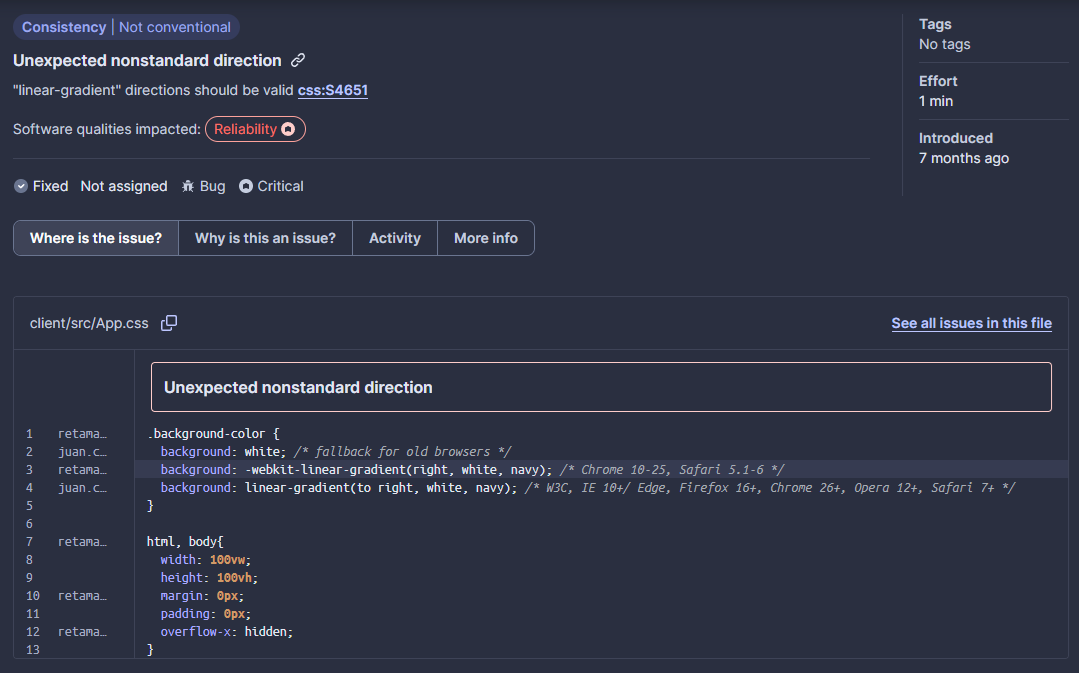 Consistency | Not conventional
Unexpected nonstandard direction
"linear-gradient" directions should be valid css:S4651
Software qualities impacted: Reliability
Fixed Not assigned Bug Critical
Tags
No tags
Effort
1 min
Introduced
7 months ago
Where is the issue? Why is this an issue? Activity More info
client/src/App.css See all issues in this file
Unexpected nonstandard direction
1 retama… .background-color {
2 juan.c… background: white; /* fallback for old browsers */
3 retama… background: -webkit-linear-gradient(right, white, navy); /* Chrome 10-25, Safari 5.1-6 */
4 juan.c… background: linear-gradient(to right, white, navy); /* W3C, IE 10+/ Edge, Firefox 16+, Chrome 26+, Opera 12+, Safari 7+ */
5 }
6
7 retama… html, body{
8 width: 100vw;
9 height: 100vh;
10 retama… margin: 0px;
11 padding: 0px;
12 retama… overflow-x: hidden;
13 }